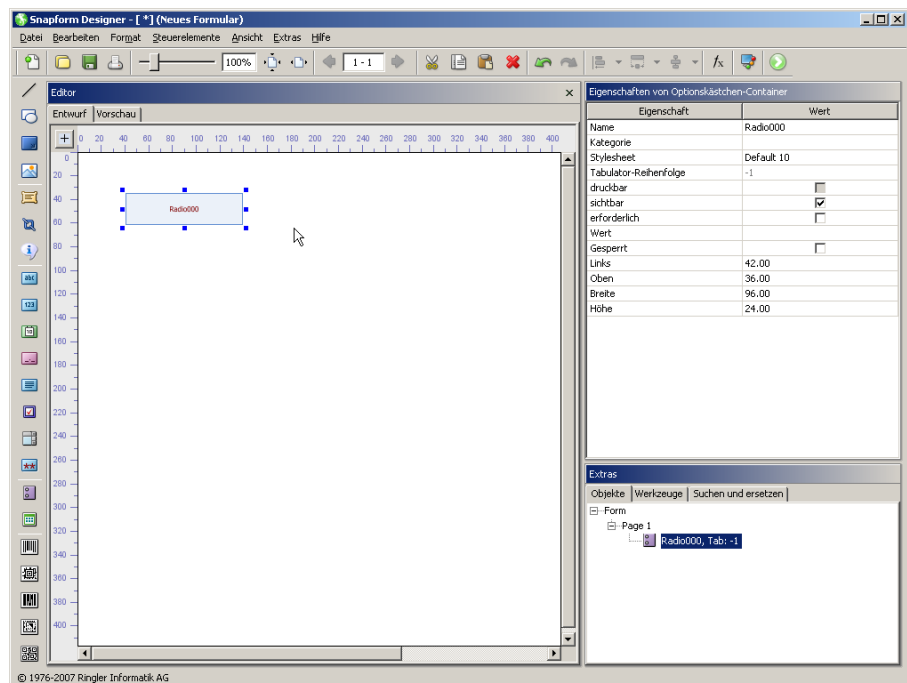 Snapform Designer - [ *] (Neues Formular)
Datei Bearbeiten Format Steuerelemente Ansicht Extras Hilfe
100% 1 - 1 fx
Editor
Entwurf Vorschau
0 20 40 60 80 100 120 140 160 180 200 220 240 260 280 300 320 340 360 380 400
0
20
40
60
80
100
120
140
160
180
200
220
240
260
280
300
320
340
360
380
400
Radio000
abc
123
10
Eigenschaften von Optionskästchen-Container
Eigenschaft Wert
Name Radio000
Kategorie
Stylesheet Default 10
Tabulator-Reihenfolge -1
druckbar
sichtbar
erforderlich
Wert
Gesperrt
Links 42.00
Oben 36.00
Breite 96.00
Höhe 24.00
Extras
Objekte Werkzeuge Suchen und ersetzen
Form
Page 1
Radio000, Tab: -1
© 1976-2007 Ringler Informatik AG